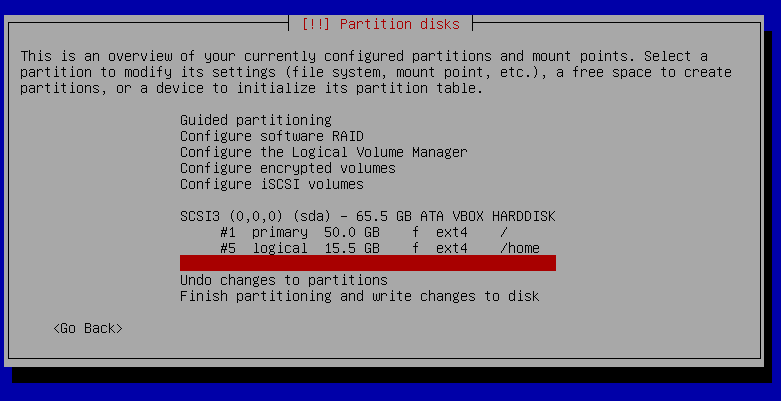 [!!] Partition disks
This is an overview of your currently configured partitions and mount points. Select a
partition to modify its settings (file system, mount point, etc.), a free space to create
partitions, or a device to initialize its partition table.
Guided partitioning
Configure software RAID
Configure the Logical Volume Manager
Configure encrypted volumes
Configure iSCSI volumes
SCSI3 (0,0,0) (sda) - 65.5 GB ATA VBOX HARDDISK
#1 primary 50.0 GB f ext4 /
#5 logical 15.5 GB f ext4 /home
Undo changes to partitions
Finish partitioning and write changes to disk
<Go Back>